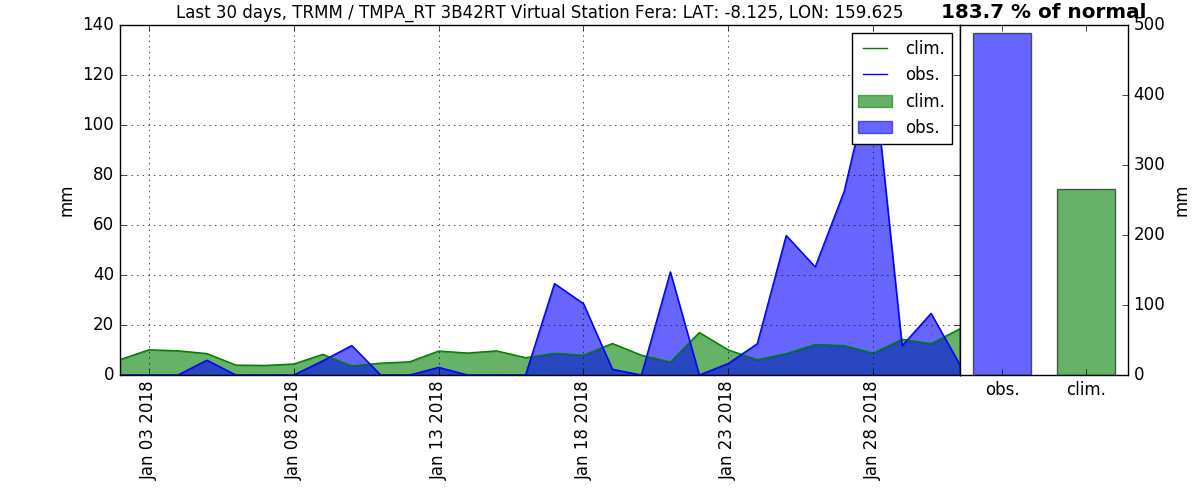 Last 30 days, TRMM / TMPA_RT 3B42RT Virtual Station Fera: LAT: -8.125, LON: 159.625
183.7 % of normal
140
120
100
80
60
40
20
0
mm
clim.
obs.
clim.
obs.
500
400
300
200
100
0
mm
obs.
clim.
Jan 03 2018
Jan 08 2018
Jan 13 2018
Jan 18 2018
Jan 23 2018
Jan 28 2018